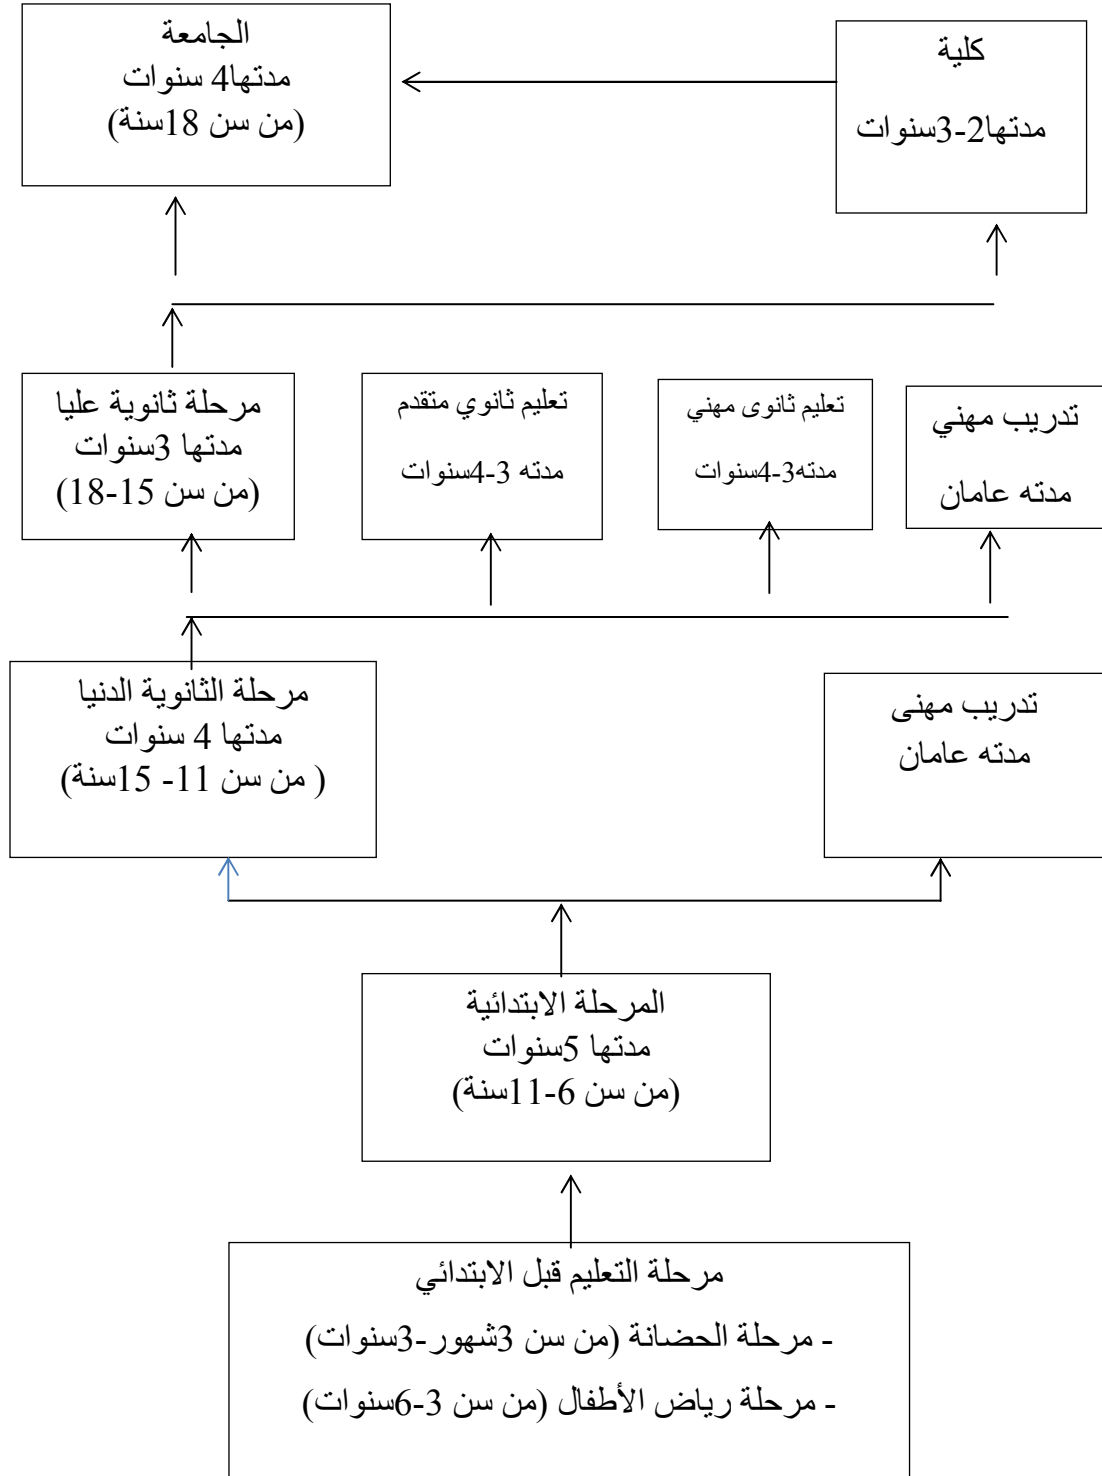 الجامعة
مدتها4 سنوات
(من سن 18سنة)
كلية
مدتها2-3سنوات
مرحلة ثانوية عليا
مدتها 3سنوات
(من سن 15-18)
تعليم ثانوي متقدم
مدته 3-4سنوات
تعليم ثانوى مهني
مدته3-4سنوات
تدريب مهني
مدته عامان
مرحلة الثانوية الدنيا
مدتها 4 سنوات
( من سن 11- 15سنة)
تدريب مهنى
مدته عامان
المرحلة الابتدائية
مدتها 5سنوات
(من سن 6-11سنة)
مرحلة التعليم قبل الابتدائي
- مرحلة الحضانة (من سن 3شهور-3سنوات)
- مرحلة رياض الأطفال (من سن 3-6سنوات)